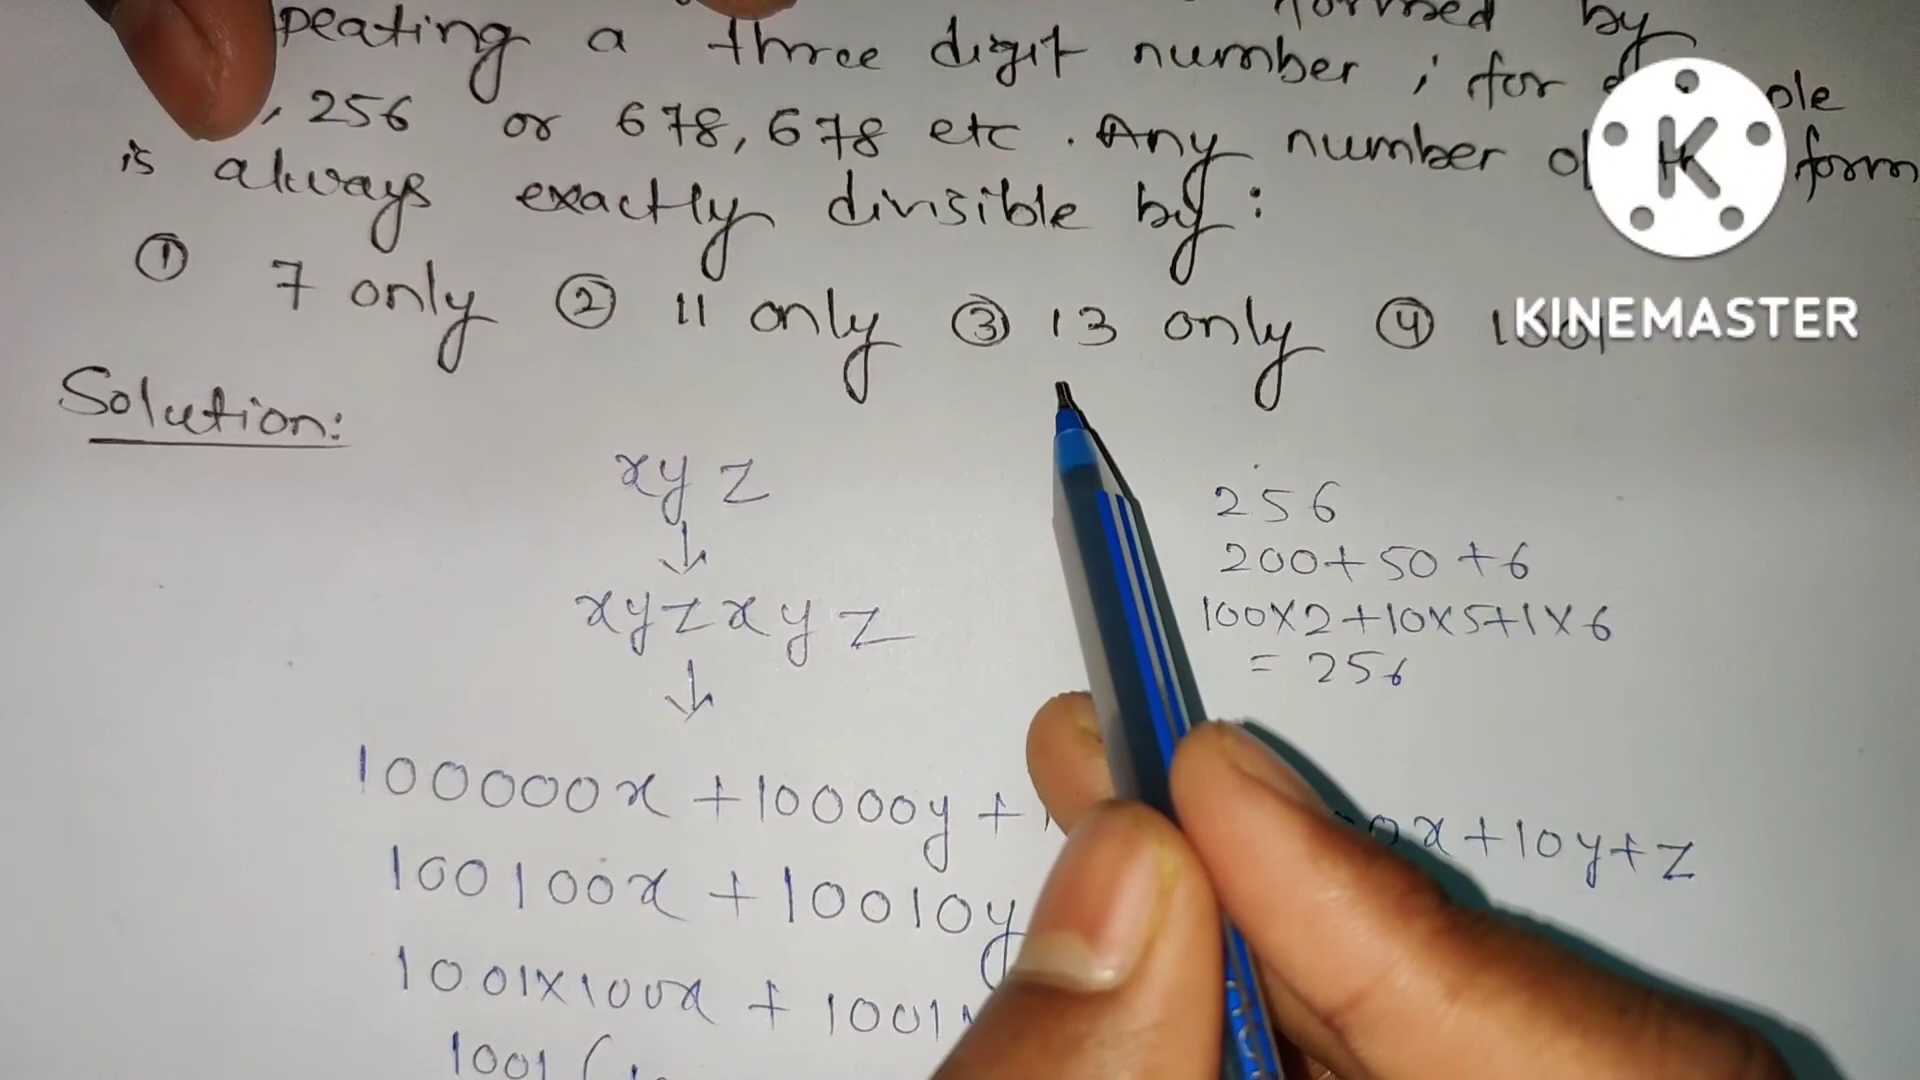 peating a three digit number ; for
, 256 or 678, 678 etc . Any number form
is always exactly divisible by :
① 7 only ② 11 only ③ 13 only ④
KINEMASTER
Solution:
xyz
256
200+50+6
xyzxyz
100×2+10×5+1×6
= 256
100000x +10000y + 0x+10y+z
100100x + 10010y
1001×100x + 1001
1001 (